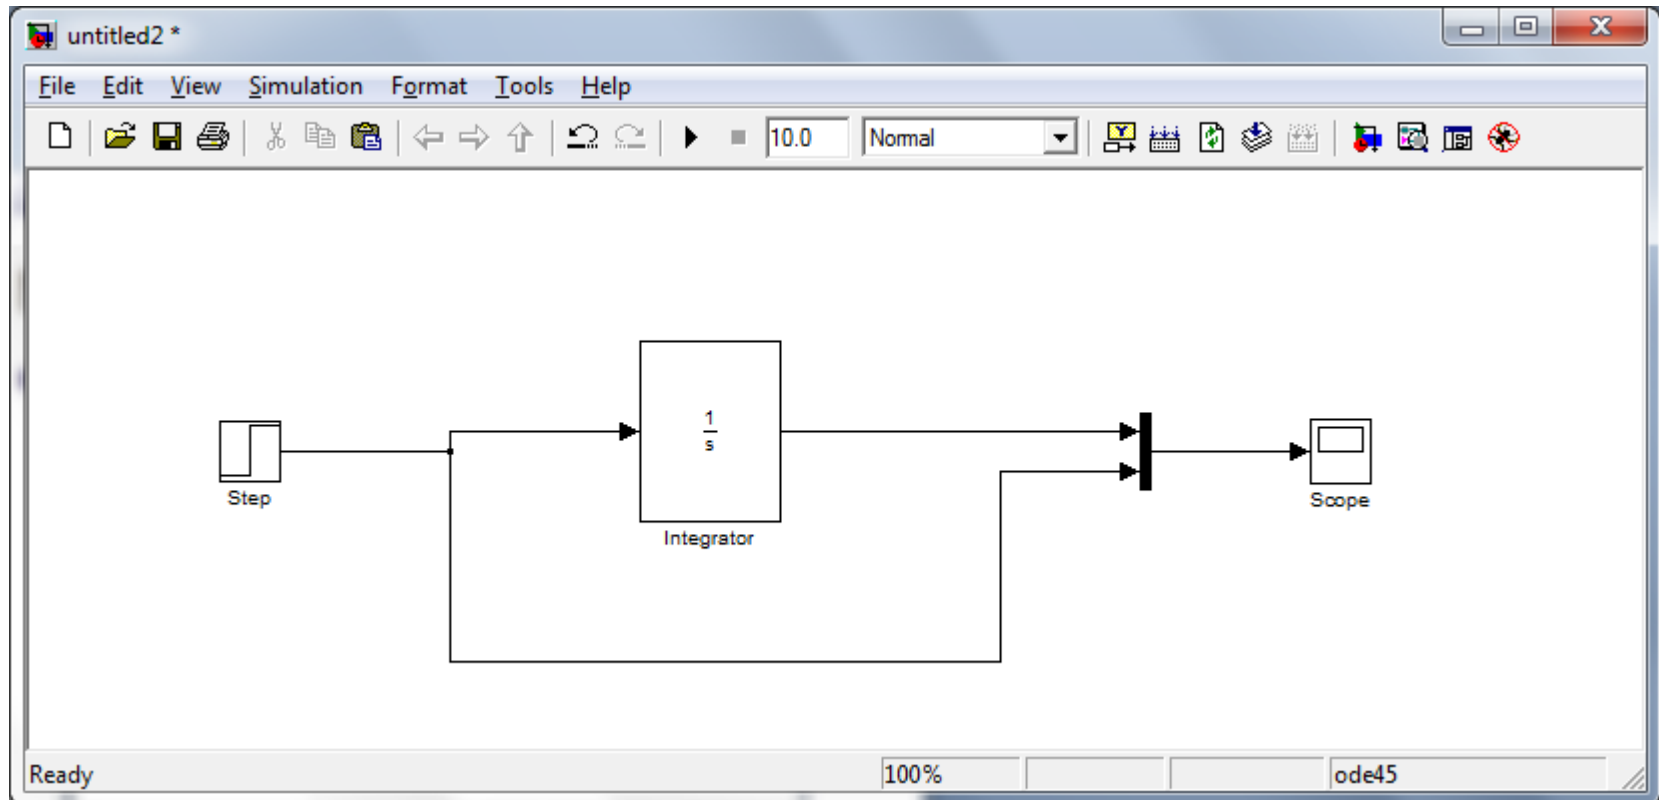 untitled2 *
File Edit View Simulation Format Tools Help
10.0 Normal
1
s
Step
Integrator
Scope
Ready 100% ode45